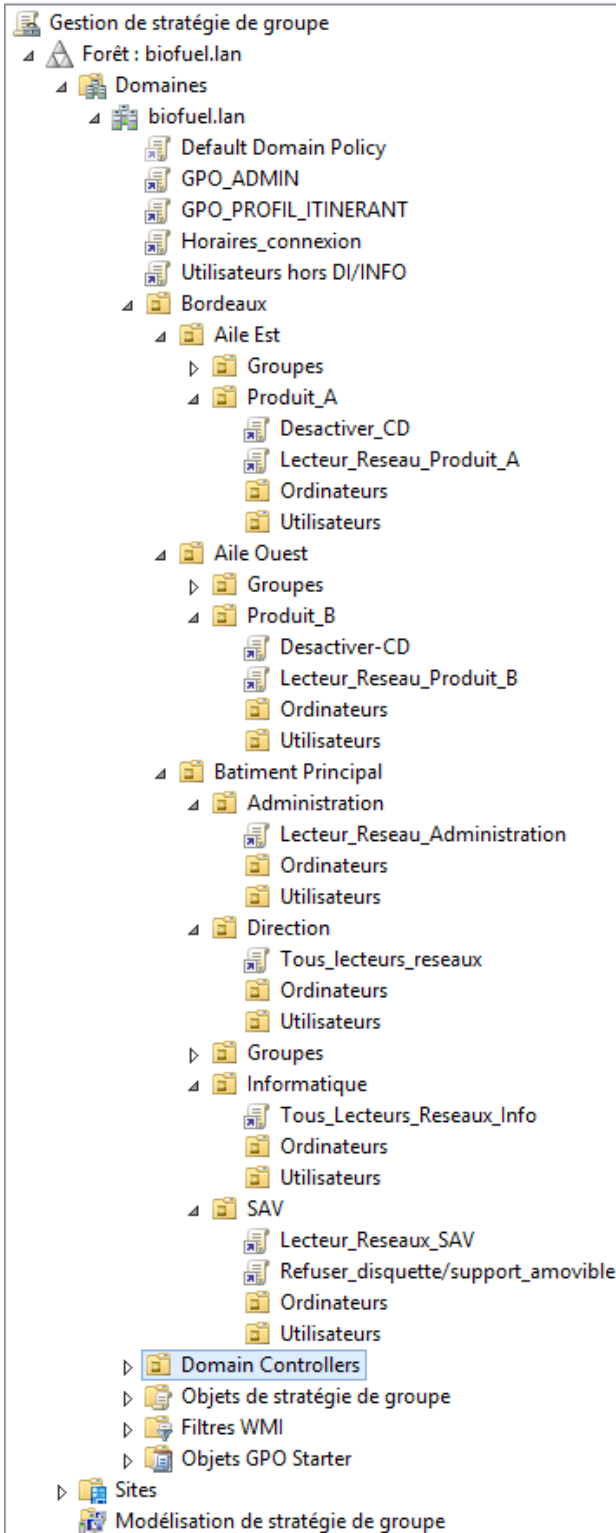 Gestion de stratégie de groupe
Forêt : biofuel.lan
Domaines
biofuel.lan
Default Domain Policy
GPO_ADMIN
GPO_PROFIL_ITINERANT
Horaires_connexion
Utilisateurs hors DI/INFO
Bordeaux
Aile Est
Groupes
Produit_A
Desactiver_CD
Lecteur_Reseau_Produit_A
Ordinateurs
Utilisateurs
Aile Ouest
Groupes
Produit_B
Desactiver-CD
Lecteur_Reseau_Produit_B
Ordinateurs
Utilisateurs
Batiment Principal
Administration
Lecteur_Reseau_Administration
Ordinateurs
Utilisateurs
Direction
Tous_lecteurs_reseaux
Ordinateurs
Utilisateurs
Groupes
Informatique
Tous_Lecteurs_Reseaux_Info
Ordinateurs
Utilisateurs
SAV
Lecteur_Reseaux_SAV
Refuser_disquette/support_amovible
Ordinateurs
Utilisateurs
Domain Controllers
Objets de stratégie de groupe
Filtres WMI
Objets GPO Starter
Sites
Modélisation de stratégie de groupe